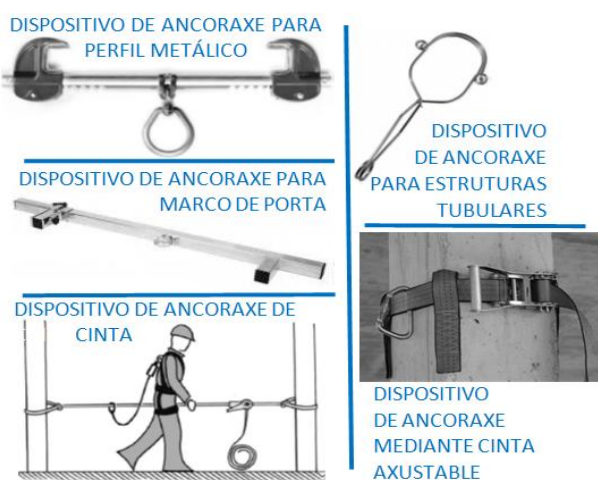 DISPOSITIVO DE ANCORAXE PARA
PERFIL METÁLICO
DISPOSITIVO DE ANCORAXE PARA
MARCO DE PORTA
DISPOSITIVO DE ANCORAXE DE
CINTA
DISPOSITIVO
DE ANCORAXE
PARA ESTRUTURAS
TUBULARES
DISPOSITIVO
DE ANCORAXE
MEDIANTE CINTA
AXUSTABLE